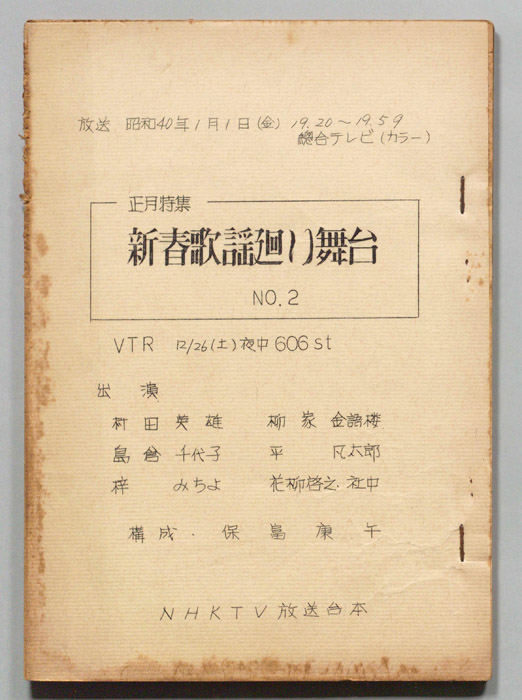 放送 昭和40年1月1日(金) 19.20～19.59
總合テレビ(カラー)
正月特集
新春歌謡廻り舞台
NO.2
VTR 12/26(土)夜中 606st
出演
村田英雄 柳家金語楼
島倉千代子 平凡太郎
梓みちよ 花柳啓之・社中
構成・保富康午
NHKTV放送台本